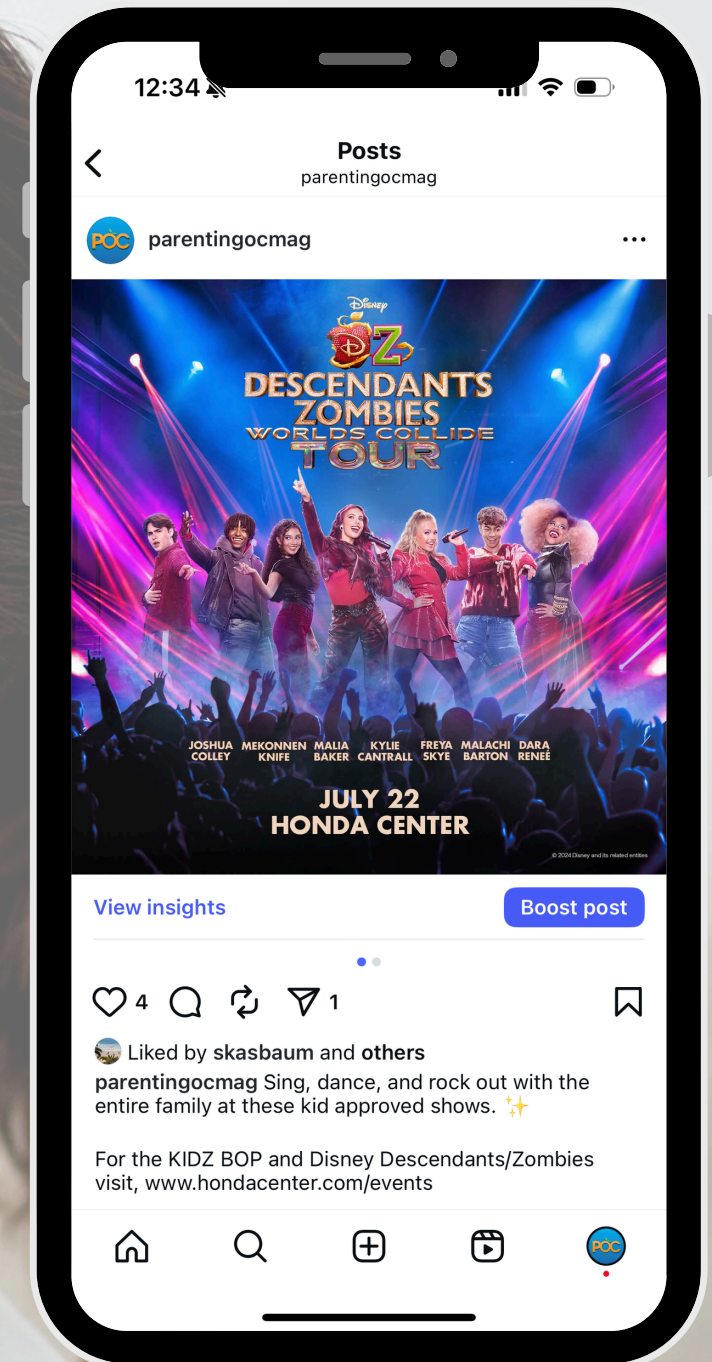 12:34
Posts
parentingocmag
POC parentingocmag
Disney
DZ
DESCENDANTS
ZOMBIES
WORLDS COLLIDE
TOUR
JOSHUA COLLEY
MEKONNEN KNIFE
MALIA BAKER
KYLIE CANTRALL
FREYA SKYE
MALACHI BARTON
DARA RENEÉ
JULY 22
HONDA CENTER
© 2024 Disney and its related entities
View insights
Boost post
4 1
Liked by skasbaum and others
parentingocmag Sing, dance, and rock out with the
entire family at these kid approved shows. ✨
For the KIDZ BOP and Disney Descendants/Zombies
visit, www.hondacenter.com/events
POC